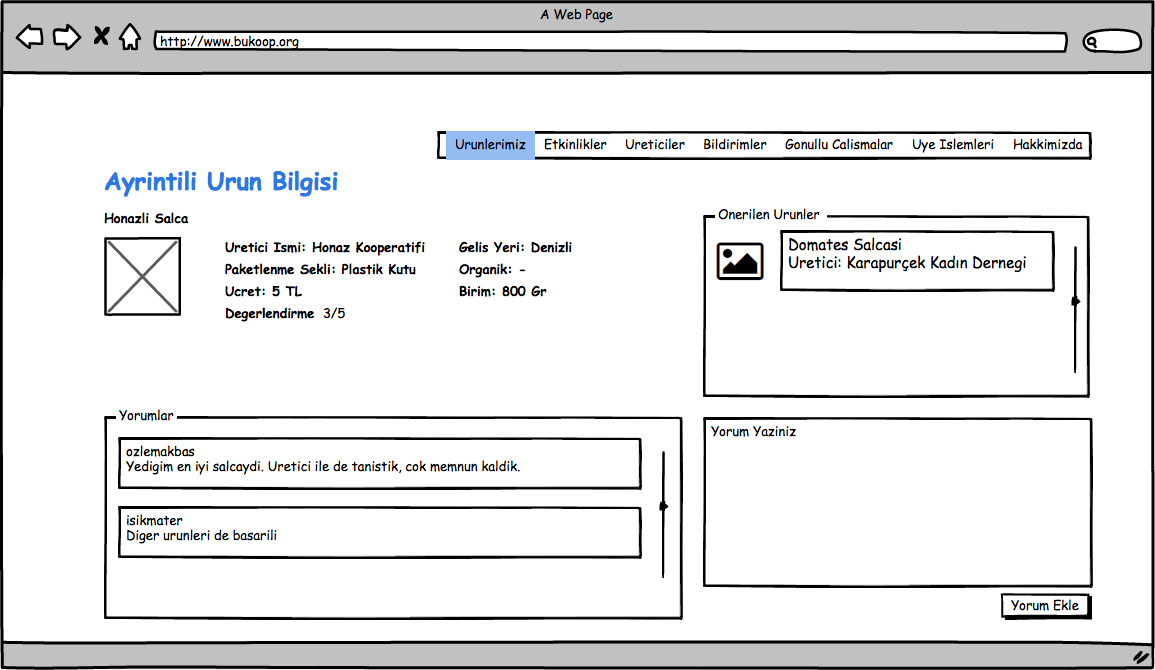 A Web Page
http://www.bukoop.org
Urunlerimiz Etkinlikler Ureticiler Bildirimler Gonullu Calismalar Uye Islemleri Hakkimizda
Ayrintili Urun Bilgisi
Honazli Salca
Uretici Ismi: Honaz Kooperatifi
Paketlenme Sekli: Plastik Kutu
Ucret: 5 TL
Degerlendirme 3/5
Gelis Yeri: Denizli
Organik: -
Birim: 800 Gr
Onerilen Urunler
Domates Salcasi
Uretici: Karapurçek Kadın Dernegi
Yorumlar
ozlemakbas
Yedigim en iyi salcaydi. Uretici ile de tanistik, cok memnun kaldik.
isikmater
Diger urunleri de basarili
Yorum Yaziniz
Yorum Ekle